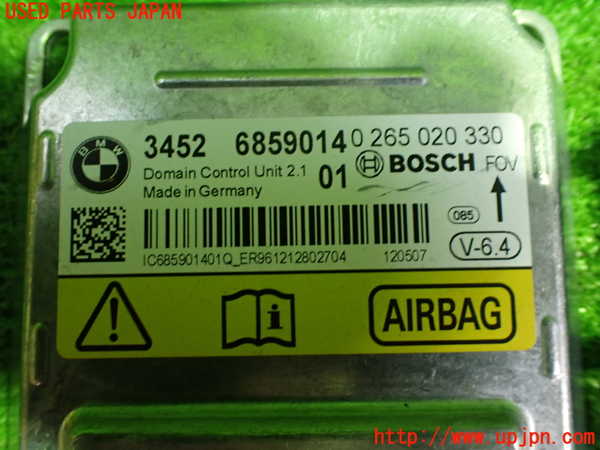 USED PARTS JAPAN
BMW
3452 6859014 0 265 020 330
Domain Control Unit 2.1 01 BOSCH FOV
Made in Germany
085
V-6.4
IC685901401Q_ER961212802704 120507
AIRBAG
http://www.upjpn.com/